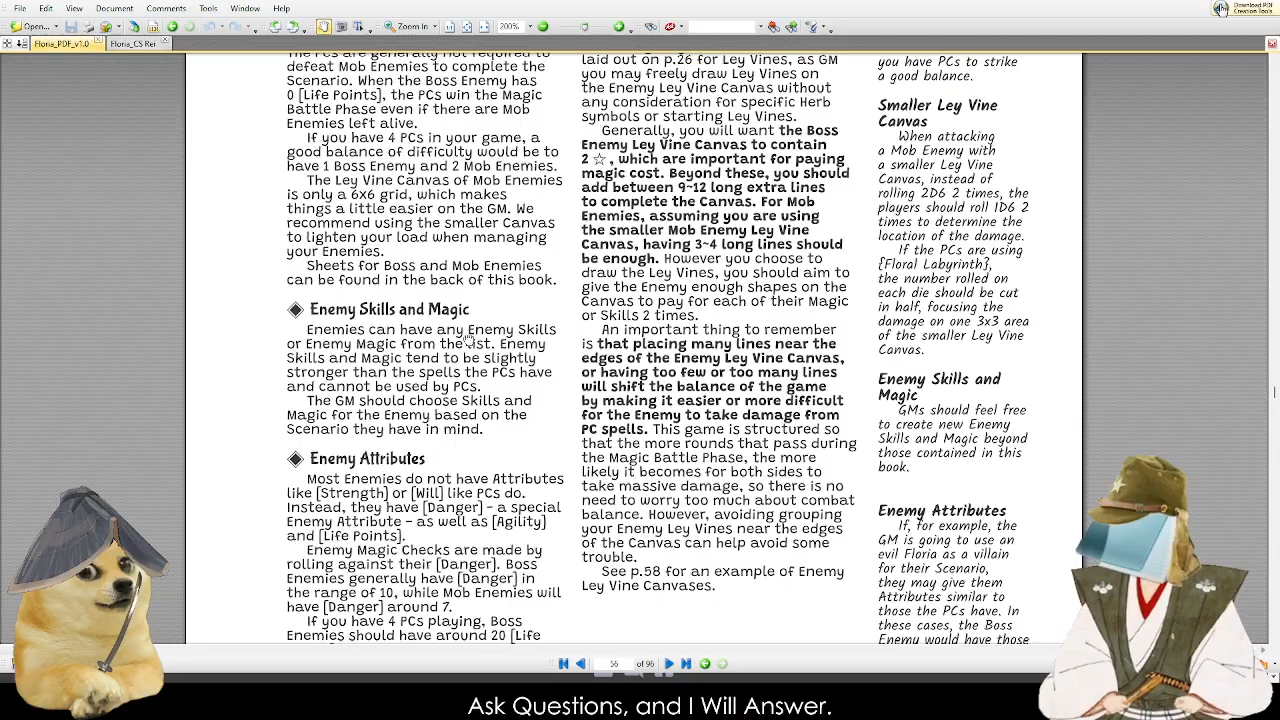 File Edit View Document Comments Tools Window Help
Download PDF
Creation Tools
Open...
Zoom In
200%
Floria_PDF_v1.0
Floria_CS Rei
The PCs are generally not required to
defeat Mob Enemies to complete the
Scenario. When the Boss Enemy has
0 [Life Points], the PCs win the Magic
Battle Phase even if there are Mob
Enemies left alive.
If you have 4 PCs in your game, a
good balance of difficulty would be to
have 1 Boss Enemy and 2 Mob Enemies.
The Ley Vine Canvas of Mob Enemies
is only a 6x6 grid, which makes
things a little easier on the GM. We
recommend using the smaller Canvas
to lighten your load when managing
your Enemies.
Sheets for Boss and Mob Enemies
can be found in the back of this book.
Enemy Skills and Magic
Enemies can have any Enemy Skills
or Enemy Magic from the list. Enemy
Skills and Magic tend to be slightly
stronger than the spells the PCs have
and cannot be used by PCs.
The GM should choose Skills and
Magic for the Enemy based on the
Scenario they have in mind.
Enemy Attributes
Most Enemies do not have Attributes
like [Strength] or [Will] like PCs do.
Instead, they have [Danger] – a special
Enemy Attribute – as well as [Agility]
and [Life Points].
Enemy Magic Checks are made by
rolling against their [Danger]. Boss
Enemies generally have [Danger] in
the range of 10, while Mob Enemies will
have [Danger] around 7.
If you have 4 PCs playing, Boss
Enemies should have around 20 [Life
laid out on p.26 for Ley Vines, as GM
you may freely draw Ley Vines on
the Enemy Ley Vine Canvas without
any consideration for specific Herb
symbols or starting Ley Vines.
Generally, you will want the Boss
Enemy Ley Vine Canvas to contain
2 ☆, which are important for paying
magic cost. Beyond these, you should
add between 9~12 long extra lines
to complete the Canvas. For Mob
Enemies, assuming you are using
the smaller Mob Enemy Ley Vine
Canvas, having 3~4 long lines should
be enough. However you choose to
draw the Ley Vines, you should aim to
give the Enemy enough shapes on the
Canvas to pay for each of their Magic
or Skills 2 times.
An important thing to remember
is that placing many lines near the
edges of the Enemy Ley Vine Canvas,
or having too few or too many lines
will shift the balance of the game
by making it easier or more difficult
for the Enemy to take damage from
PC spells. This game is structured so
that the more rounds that pass during
the Magic Battle Phase, the more
likely it becomes for both sides to
take massive damage, so there is no
need to worry too much about combat
balance. However, avoiding grouping
your Enemy Ley Vines near the edges
of the Canvas can help avoid some
trouble.
See p.58 for an example of Enemy
Ley Vine Canvases.
you have PCs to strike
a good balance.
Smaller Ley Vine
Canvas
When attacking
a Mob Enemy with
a smaller Ley Vine
Canvas, instead of
rolling 2D6 2 times, the
players should roll 1D6 2
times to determine the
location of the damage.
If the PCs are using
{Floral Labyrinth},
the number rolled on
each die should be cut
in half, focusing the
damage on one 3x3 area
of the smaller Ley Vine
Canvas.
Enemy Skills and
Magic
GMs should feel free
to create new Enemy
Skills and Magic beyond
those contained in this
book.
Enemy Attributes
If, for example, the
GM is going to use an
evil Floria as a villain
for their Scenario,
they may give them
Attributes similar to
those the PCs have. In
these cases, the Boss
Enemy would have those
56 of 96
Ask Questions, and I Will Answer.